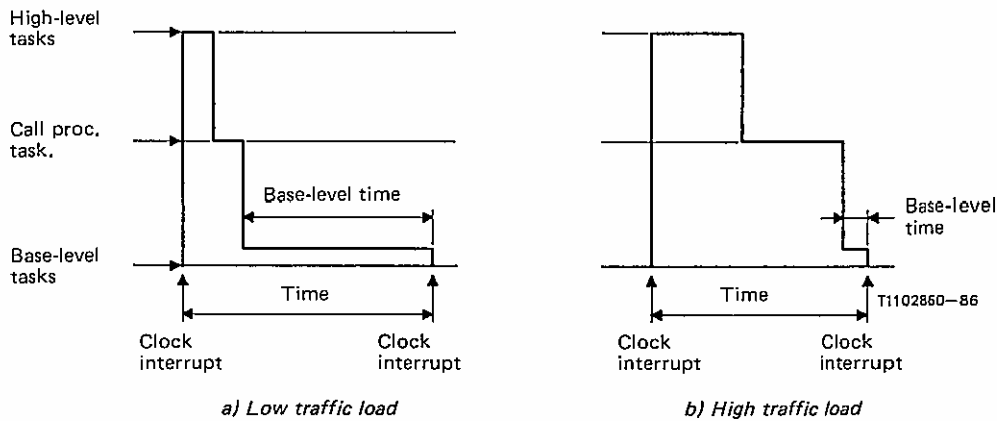 High-level
tasks
Call proc.
task.
Base-level time
Base-level
tasks
Time
Clock
interrupt
Clock
interrupt
a) Low traffic load
Base-level
time
Time
T1102860-86
Clock
interrupt
Clock
interrupt
b) High traffic load